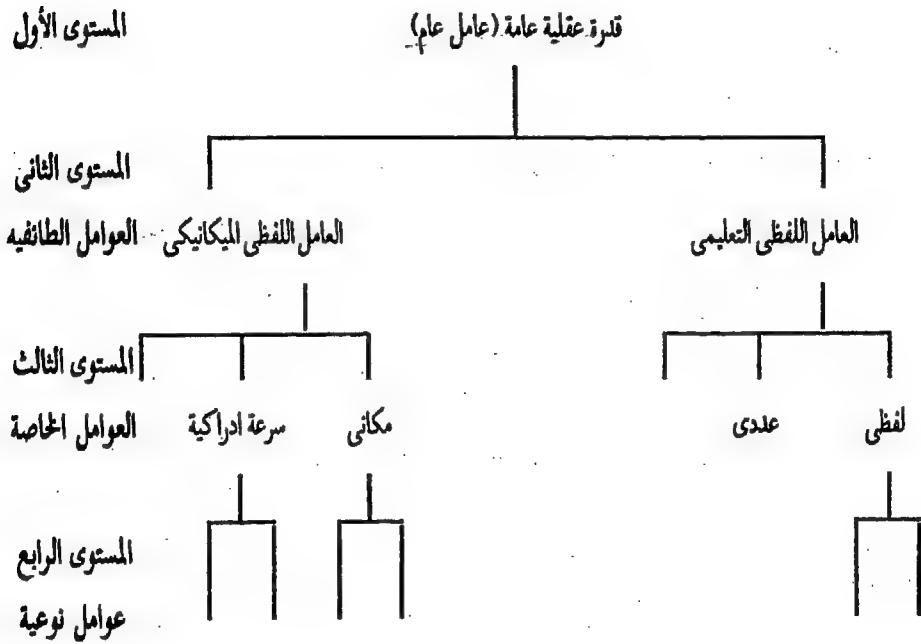 قدرة عقلية عامة (عامل عام) المستوى الأول
المستوى الثانى
العامل اللفظى التعليمى العامل اللفظى الميكانيكى العوامل الطائفيه
المستوى الثالث
لفظى عددى مكانى سرعة ادراكية العوامل الخاصة
المستوى الرابع
عوامل نوعية